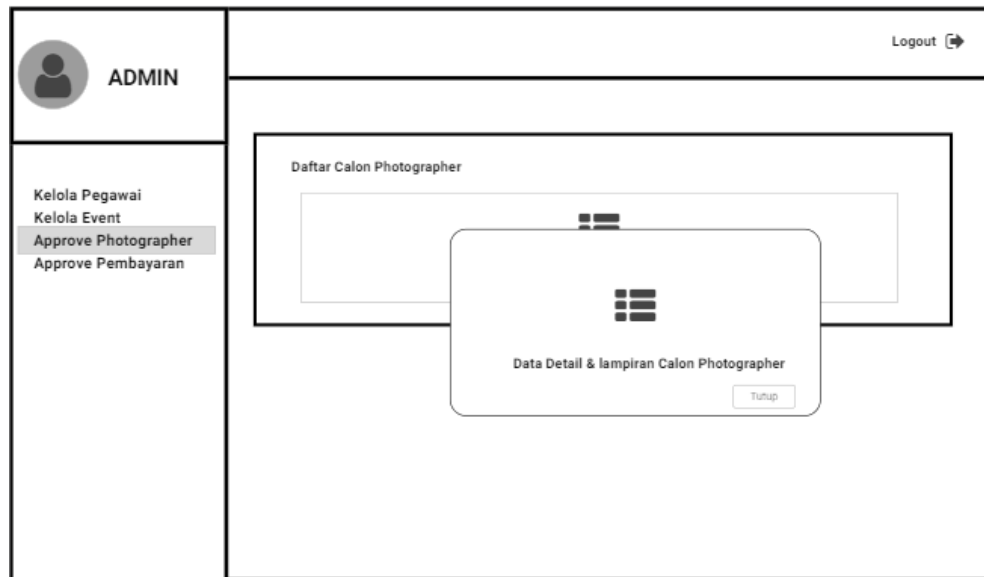 ADMIN
Logout
Kelola Pegawai
Kelola Event
Approve Photographer
Approve Pembayaran
Daftar Calon Photographer
Data Detail & lampiran Calon Photographer
Tutup